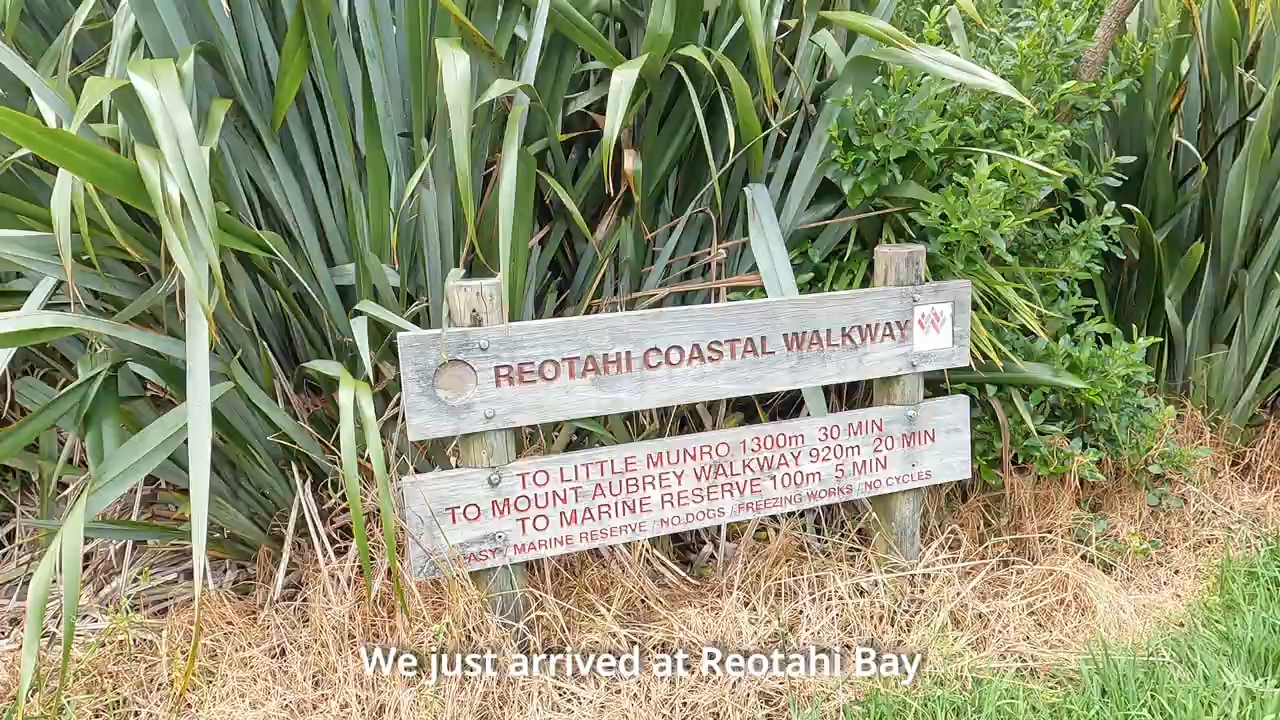 REOTAHI COASTAL WALKWAY
TO LITTLE MUNRO 1300m 30 MIN
TO MOUNT AUBREY WALKWAY 920m 20 MIN
TO MARINE RESERVE 100m 5 MIN
ASY / MARINE RESERVE / NO DOGS / FREEZING WORKS / NO CYCLES
We just arrived at Reotahi Bay